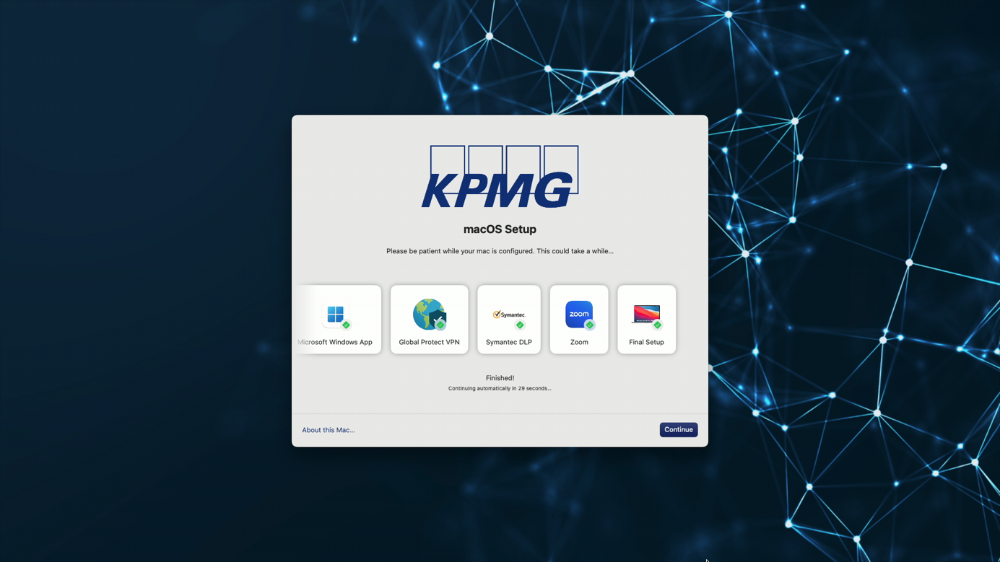 KPMG
macOS Setup
Please be patient while your mac is configured. This could take a while...
Symantec.
zoom
Microsoft Windows App
Global Protect VPN
Symantec DLP
Zoom
Final Setup
Finished!
Continuing automatically in 29 seconds...
About this Mac...
Continue